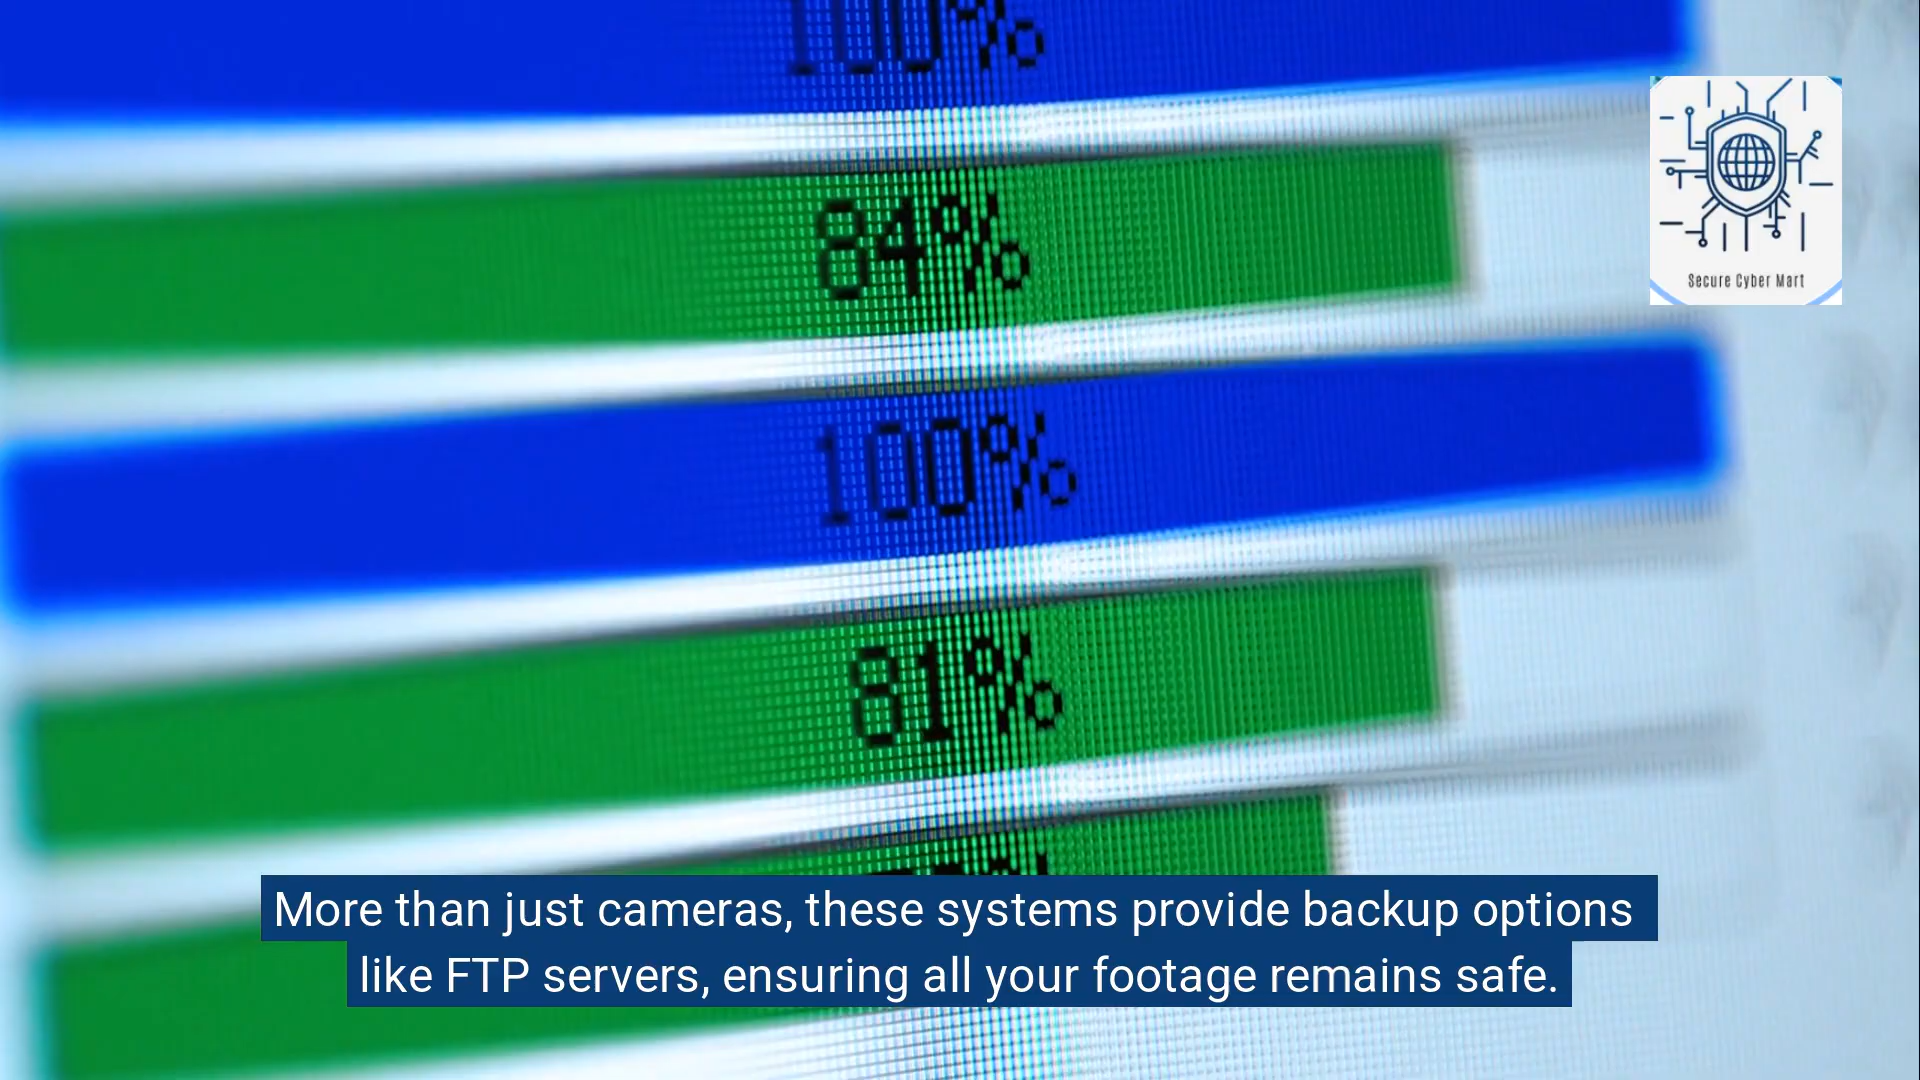 100%
84%
Secure Cyber Mart
100%
81%
More than just cameras, these systems provide backup options
like FTP servers, ensuring all your footage remains safe.